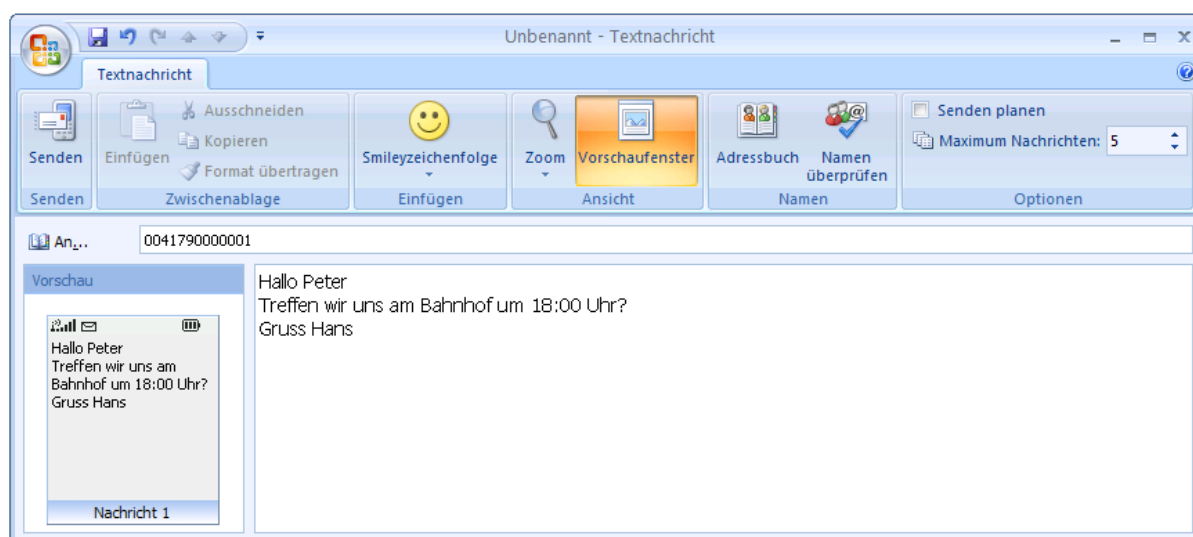 Unbenannt - Textnachricht
Textnachricht
Senden
Einfügen
Ausschneiden
Kopieren
Format übertragen
Smileyzeichenfolge
Zoom
Vorschaufenster
Adressbuch
Namen
überprüfen
Senden planen
Maximum Nachrichten: 5
Senden
Zwischenablage
Einfügen
Ansicht
Namen
Optionen
An...
0041790000001
Vorschau
Hallo Peter
Treffen wir uns am
Bahnhof um 18:00 Uhr?
Gruss Hans
Nachricht 1
Hallo Peter
Treffen wir uns am Bahnhof um 18:00 Uhr?
Gruss Hans